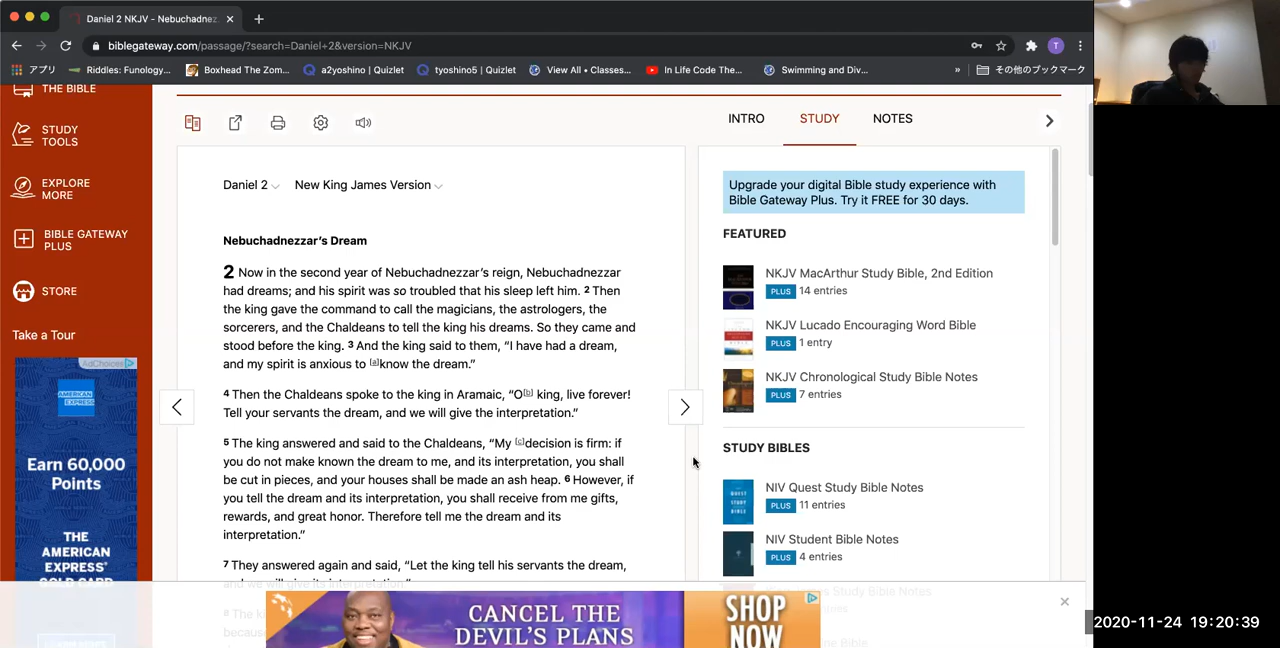 Daniel 2 NKJV - Nebuchadnez
biblegateway.com/passage/?search=Daniel+2&version=NKJV
T
アプリ
Riddles: Funology...
Boxhead The Zom...
a2yoshino | Quizlet
tyoshino5 | Quizlet
View All • Classes...
In Life Code The...
Swimming and Div...
»
その他のブックマーク
THE BIBLE
STUDY
TOOLS
EXPLORE
MORE
BIBLE GATEWAY
PLUS
STORE
Take a Tour
AdChoices
AMERICAN
EXPRESS
Earn 60,000
Points
THE
AMERICAN
EXPRESS®
GOLD CARD
INTRO
STUDY
NOTES
Daniel 2
New King James Version
Nebuchadnezzar's Dream
2 Now in the second year of Nebuchadnezzar's reign, Nebuchadnezzar
had dreams; and his spirit was so troubled that his sleep left him. 2 Then
the king gave the command to call the magicians, the astrologers, the
sorcerers, and the Chaldeans to tell the king his dreams. So they came and
stood before the king. 3 And the king said to them, “I have had a dream,
and my spirit is anxious to [a]know the dream.”
4 Then the Chaldeans spoke to the king in Aramaic, “O[b] king, live forever!
Tell your servants the dream, and we will give the interpretation.”
5 The king answered and said to the Chaldeans, “My [c]decision is firm: if
you do not make known the dream to me, and its interpretation, you shall
be cut in pieces, and your houses shall be made an ash heap. 6 However, if
you tell the dream and its interpretation, you shall receive from me gifts,
rewards, and great honor. Therefore tell me the dream and its
interpretation.”
7 They answered again and said, “Let the king tell his servants the dream,
and we will give its interpretation.”
8 The ki
because
Upgrade your digital Bible study experience with
Bible Gateway Plus. Try it FREE for 30 days.
FEATURED
NKJV MacArthur Study Bible, 2nd Edition
PLUS 14 entries
NKJV Lucado Encouraging Word Bible
PLUS 1 entry
NKJV Chronological Study Bible Notes
PLUS 7 entries
STUDY BIBLES
NIV Quest Study Bible Notes
PLUS 11 entries
NIV Student Bible Notes
PLUS 4 entries
Study Bible Notes
Bible
CANCEL THE
DEVIL'S PLANS
SHOP
NOW
2020-11-24 19:20:39